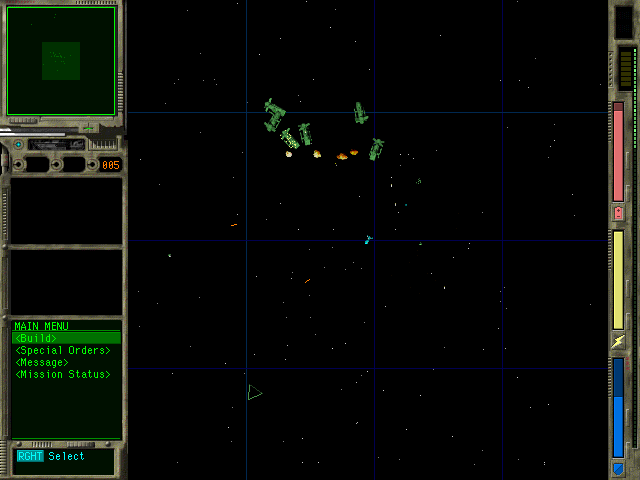 005
MAIN MENU
<Build>
<Special Orders>
<Message>
<Mission Status>
RGHT Select